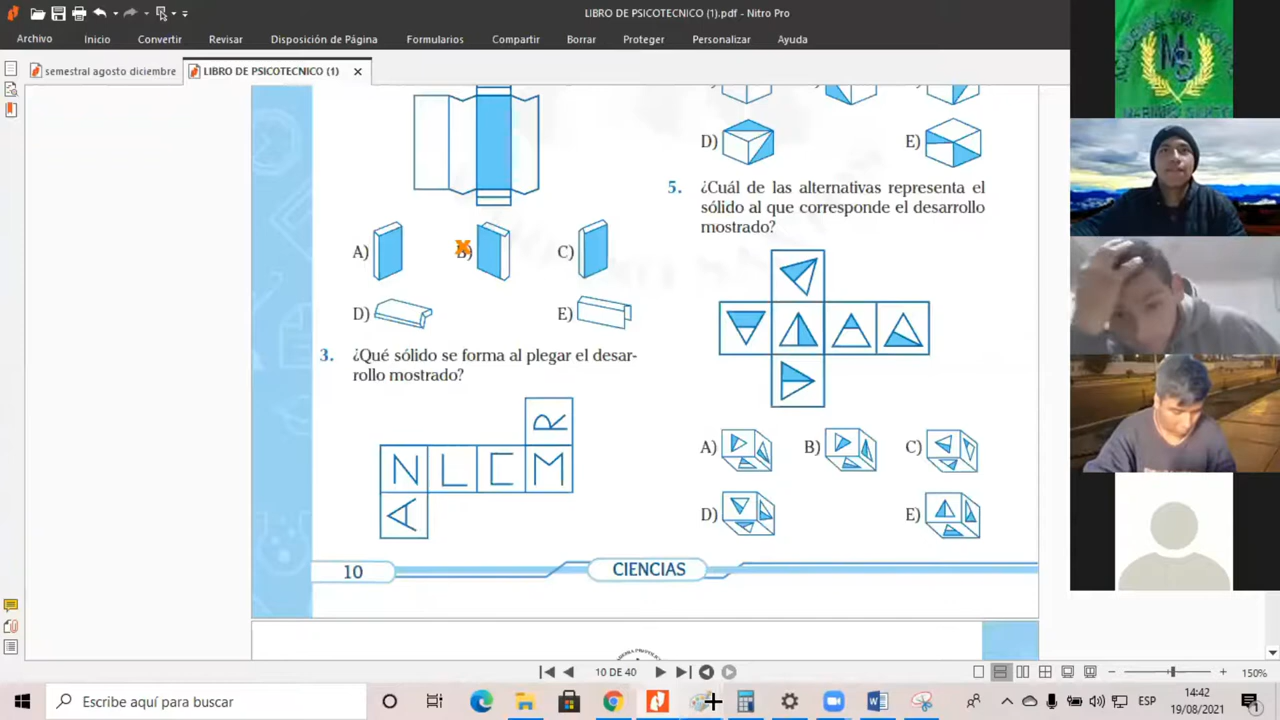 LIBRO DE PSICOTECNICO (1).pdf - Nitro Pro
Archivo Inicio Convertir Revisar Disposición de Página Formularios Compartir Borrar Proteger Personalizar Ayuda
semestral agosto diciembre
LIBRO DE PSICOTECNICO (1)
A) B) C)
D) E)
3. ¿Qué sólido se forma al plegar el desar-
rollo mostrado?
R
N L C M
A
D) E)
5. ¿Cuál de las alternativas representa el
sólido al que corresponde el desarrollo
mostrado?
A) B) C)
D) E)
10
CIENCIAS
10 DE 40
150%
Escribe aquí para buscar
ESP
14:42
19/08/2021